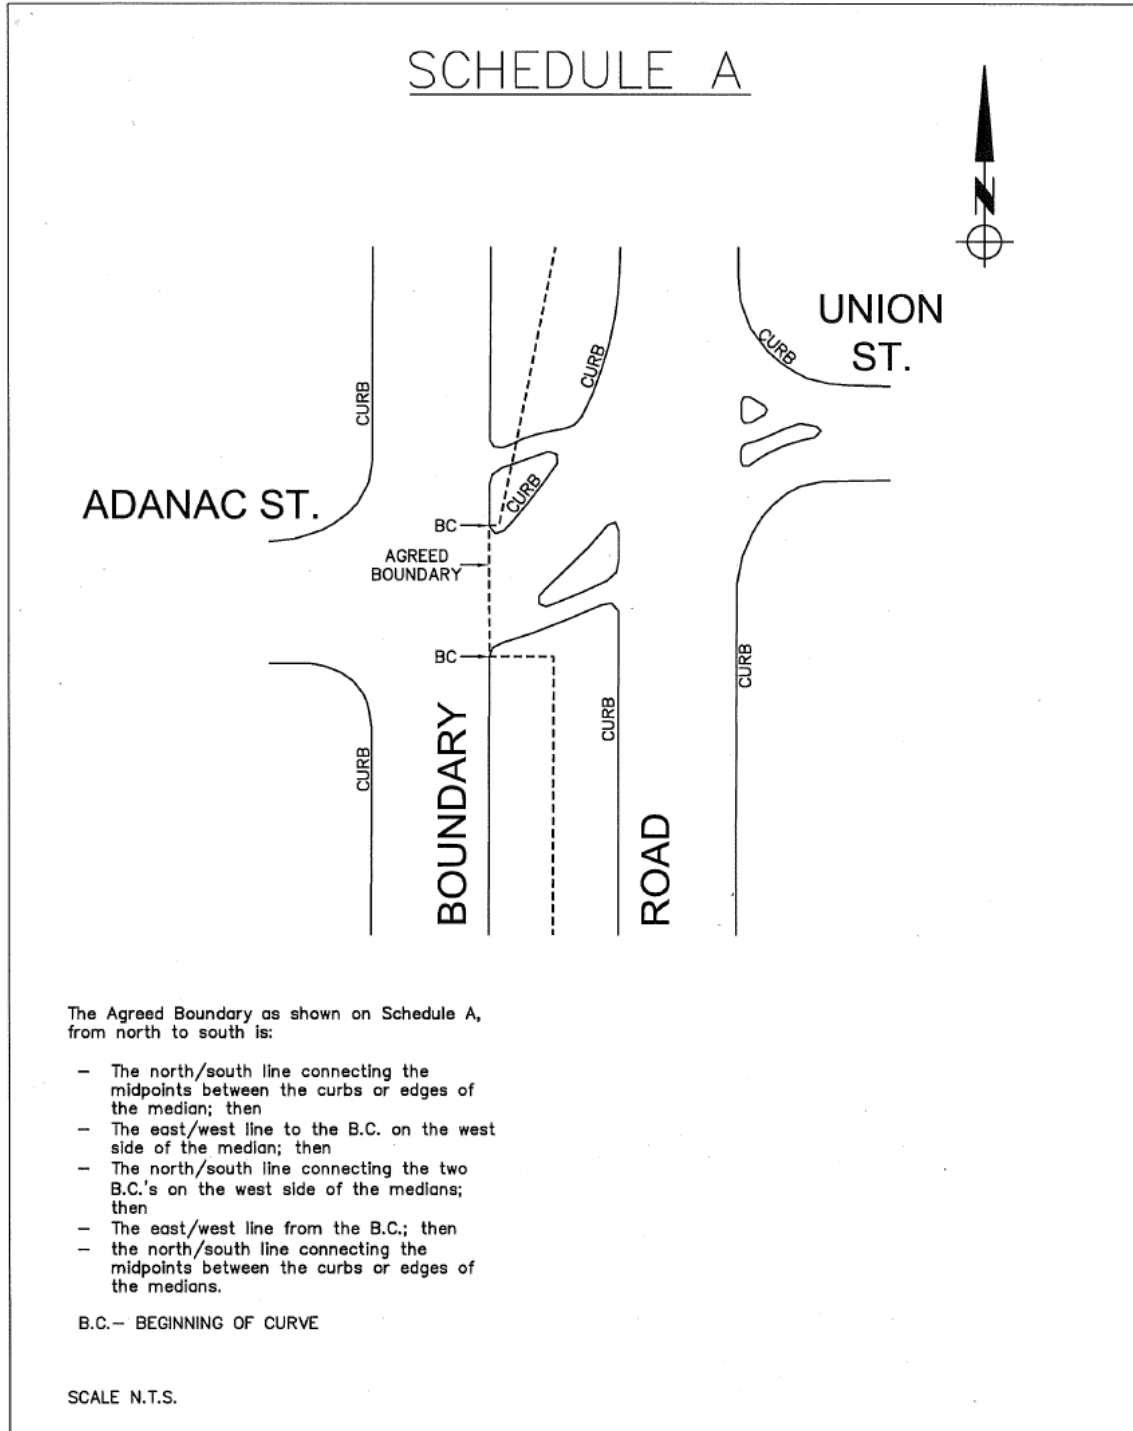 SCHEDULE A
N
UNION
ST.
CURB
CURB
CURB
ADANAC ST.
CURB
BC
AGREED
BOUNDARY
BC
CURB
CURB
CURB
BOUNDARY
ROAD
The Agreed Boundary as shown on Schedule A,
from north to south is:
– The north/south line connecting the
midpoints between the curbs or edges of
the median; then
– The east/west line to the B.C. on the west
side of the median; then
– The north/south line connecting the two
B.C.'s on the west side of the medians;
then
– The east/west line from the B.C.; then
– the north/south line connecting the
midpoints between the curbs or edges of
the medians.
B.C.– BEGINNING OF CURVE
SCALE N.T.S.